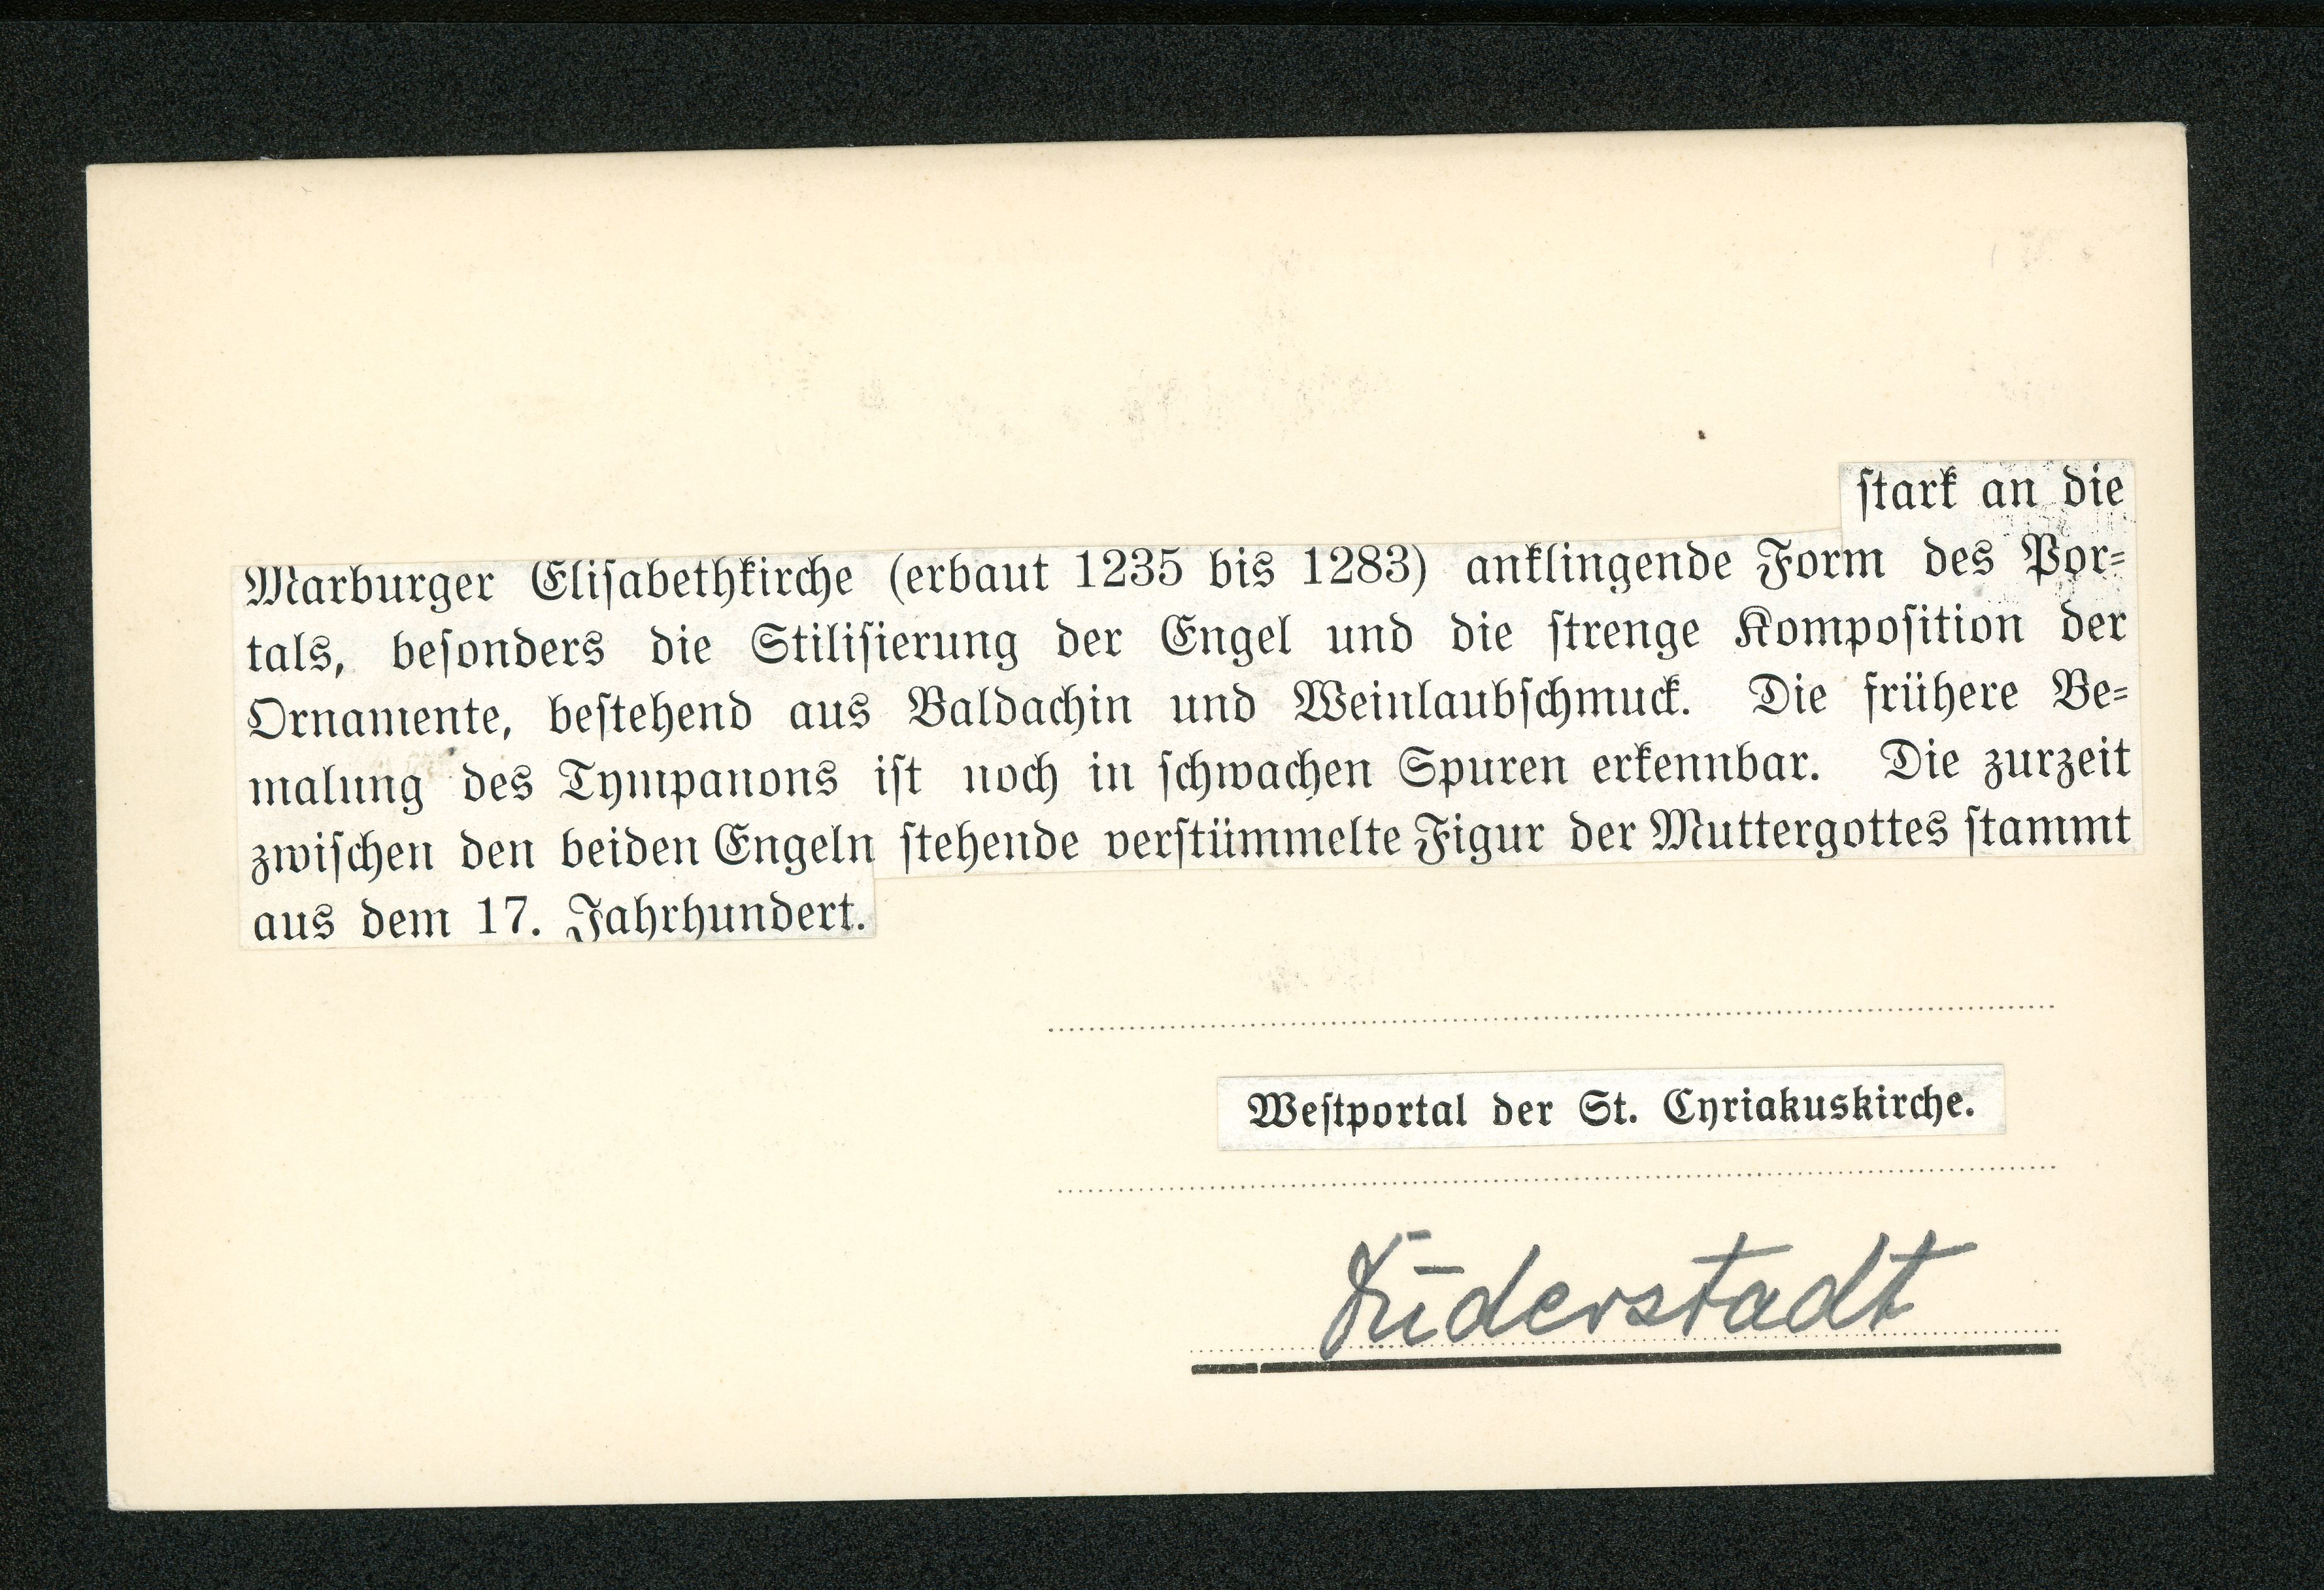 stark an die
Marburger Elisabethkirche (erbaut 1235 bis 1283) anklingende Form des Por-
tals, besonders die Stilisierung der Engel und die strenge Komposition der
Ornamente, bestehend aus Baldachin und Weinlaubschmuck. Die frühere Be-
malung des Tympanons ist noch in schwachen Spuren erkennbar. Die zurzeit
zwischen den beiden Engeln stehende verstümmelte Figur der Muttergottes stammt
aus dem 17. Jahrhundert.
Westportal der St. Cyriakuskirche.
Duderstadt